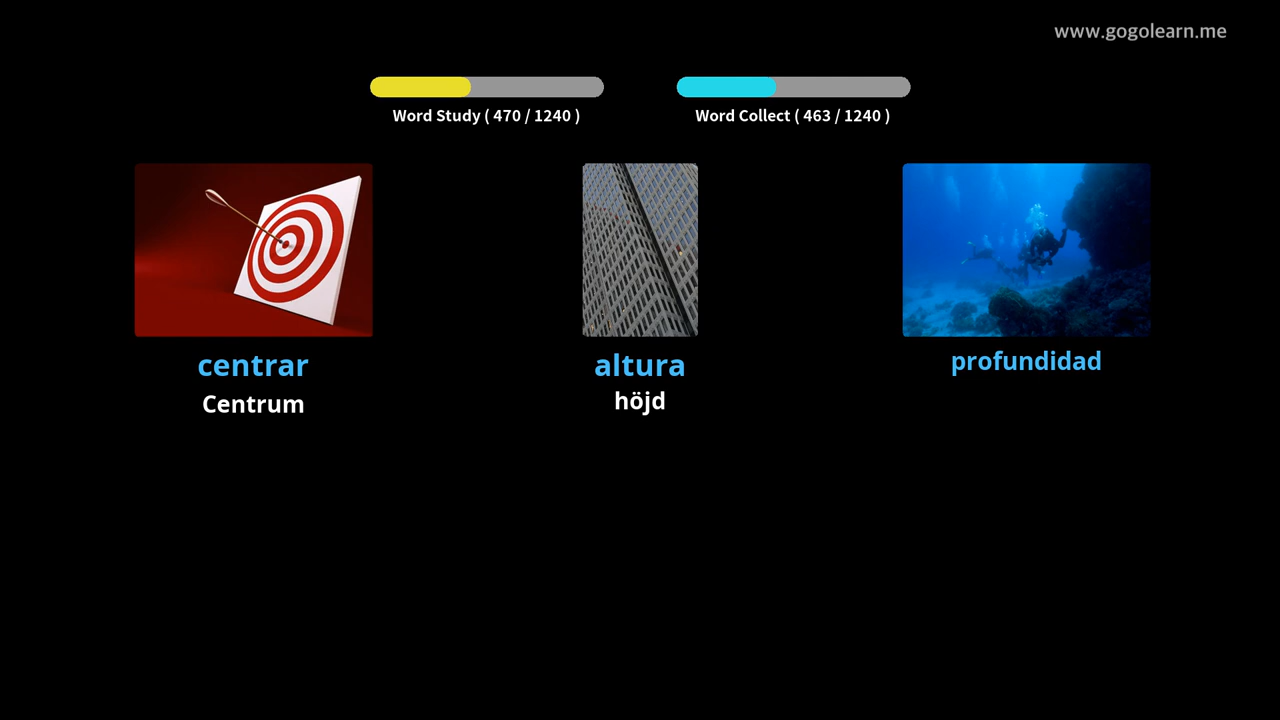 www.gogolearn.me
Word Study ( 470 / 1240 )
Word Collect ( 463 / 1240 )
centrar
Centrum
altura
höjd
profundidad